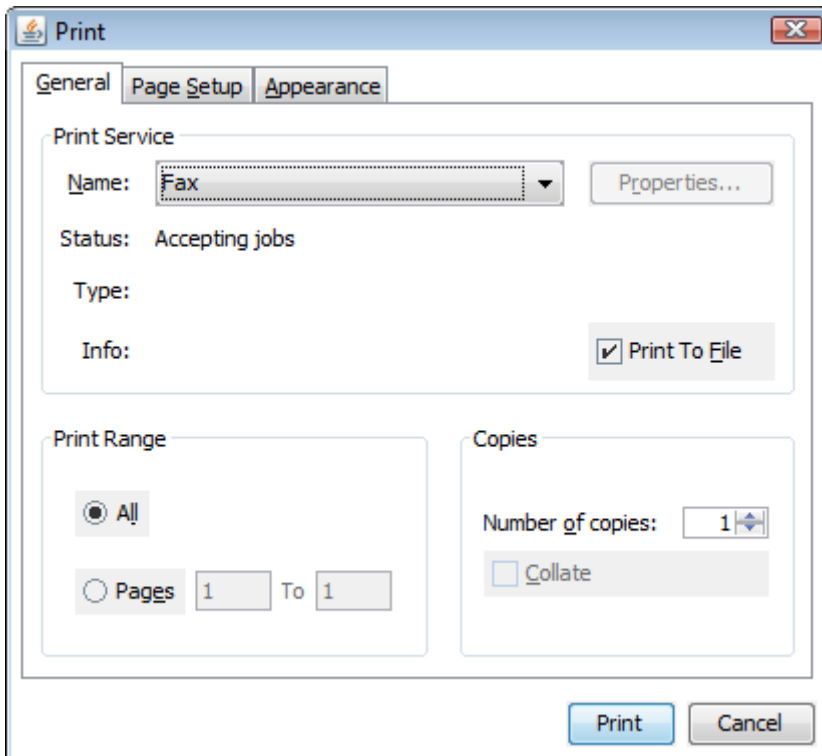 Print
General Page Setup Appearance
Print Service
Name: Fax Properties...
Status: Accepting jobs
Type:
Info: Print To File
Print Range
All
Pages 1 To 1
Copies
Number of copies: 1
Collate
Print Cancel